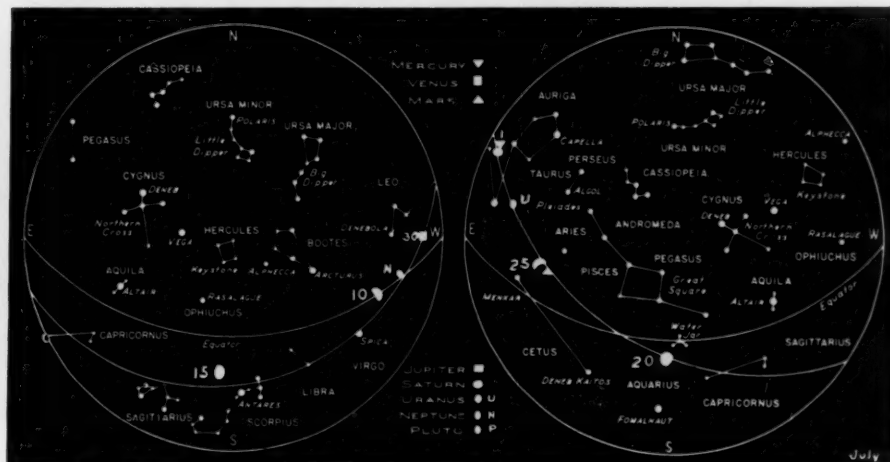 N
CASSIOPEIA
URSA MINOR
POLARIS
Little
Dipper
URSA MAJOR
Big
Dipper
PEGASUS
CYGNUS
DENEB
Northern
Cross
LEO
DENEBOLA
E
W
30
VEGA
HERCULES
Keystone
BOOTES
ALPHECCA
ARCTURUS
N
10
AQUILA
ALTAIR
RASALAGUE
OPHIUCHUS
CAPRICORNUS
Equator
SPICA
VIRGO
15
LIBRA
ANTARES
SAGITTARIUS
SCORPIUS
S
MERCURY
VENUS
MARS
JUPITER
SATURN
URANUS U
NEPTUNE N
PLUTO P
N
Big
Dipper
URSA MAJOR
AURIGA
CAPELLA
POLARIS
Little
Dipper
URSA MINOR
ALPHECCA
HERCULES
Keystone
PERSEUS
TAURUS
ALGOL
CASSIOPEIA
U
Pleiades
CYGNUS
DENEB
VEGA
Northern
Cross
E
W
ARIES
ANDROMEDA
RASALAGUE
OPHIUCHUS
25
PISCES
PEGASUS
Great
Square
AQUILA
ALTAIR
Equator
MENKAR
Water
Jar
SAGITTARIUS
CETUS
20
DENEB KAITOS
AQUARIUS
CAPRICORNUS
FOMALHAUT
S
July